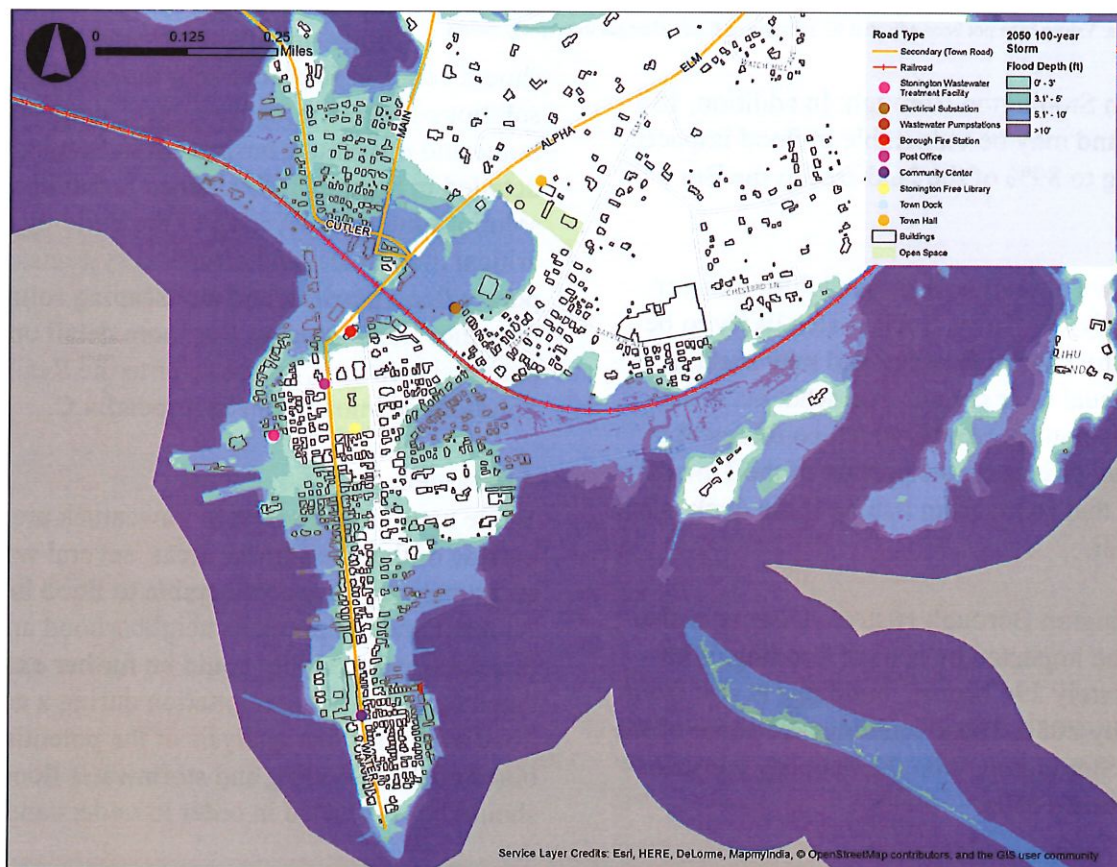 0 0.125 0.25
Miles
Road Type
Secondary (Town Road)
Railroad
Stonington Wastewater
Treatment Facility
Electrical Substation
Wastewater Pumpstations
Borough Fire Station
Post Office
Community Center
Stonington Free Library
Town Dock
Town Hall
Buildings
Open Space
2050 100-year
Storm
Flood Depth (ft)
0' - 3'
3.1' - 5'
5.1' - 10'
>10'
ELM
MAIN
ALPHA
CUTLER
CHESEBRO LN
WATER
Service Layer Credits: Esri, HERE, DeLorme, MapmyIndia, © OpenStreetMap contributors, and the GIS user community